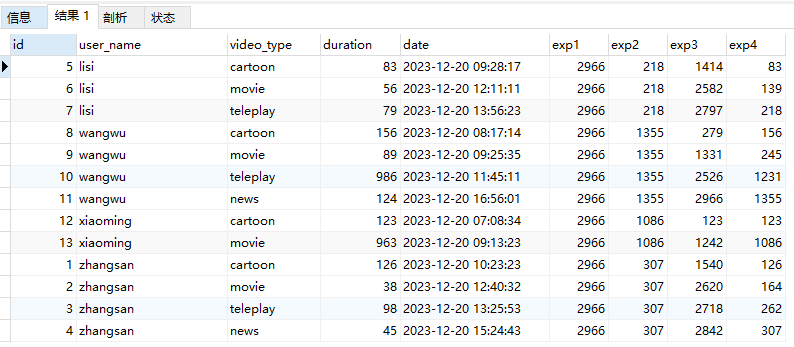 信息 结果 1 剖析 状态
id user_name video_type duration date exp1 exp2 exp3 exp4
5 lisi cartoon 83 2023-12-20 09:28:17 2966 218 1414 83
6 lisi movie 56 2023-12-20 12:11:11 2966 218 2582 139
7 lisi teleplay 79 2023-12-20 13:56:23 2966 218 2797 218
8 wangwu cartoon 156 2023-12-20 08:17:14 2966 1355 279 156
9 wangwu movie 89 2023-12-20 09:25:35 2966 1355 1331 245
10 wangwu teleplay 986 2023-12-20 11:45:11 2966 1355 2526 1231
11 wangwu news 124 2023-12-20 16:56:01 2966 1355 2966 1355
12 xiaoming cartoon 123 2023-12-20 07:08:34 2966 1086 123 123
13 xiaoming movie 963 2023-12-20 09:13:23 2966 1086 1242 1086
1 zhangsan cartoon 126 2023-12-20 10:23:23 2966 307 1540 126
2 zhangsan movie 38 2023-12-20 12:40:32 2966 307 2620 164
3 zhangsan teleplay 98 2023-12-20 13:25:53 2966 307 2718 262
4 zhangsan news 45 2023-12-20 15:24:43 2966 307 2842 307